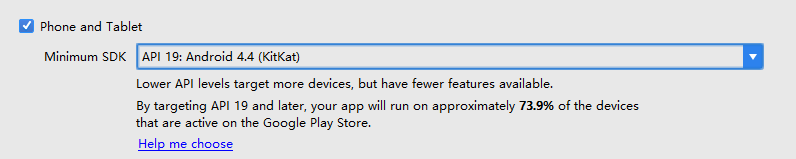 Phone and Tablet
Minimum SDK API 19: Android 4.4 (KitKat)
Lower API levels target more devices, but have fewer features available.
By targeting API 19 and later, your app will run on approximately 73.9% of the devices
that are active on the Google Play Store.
Help me choose